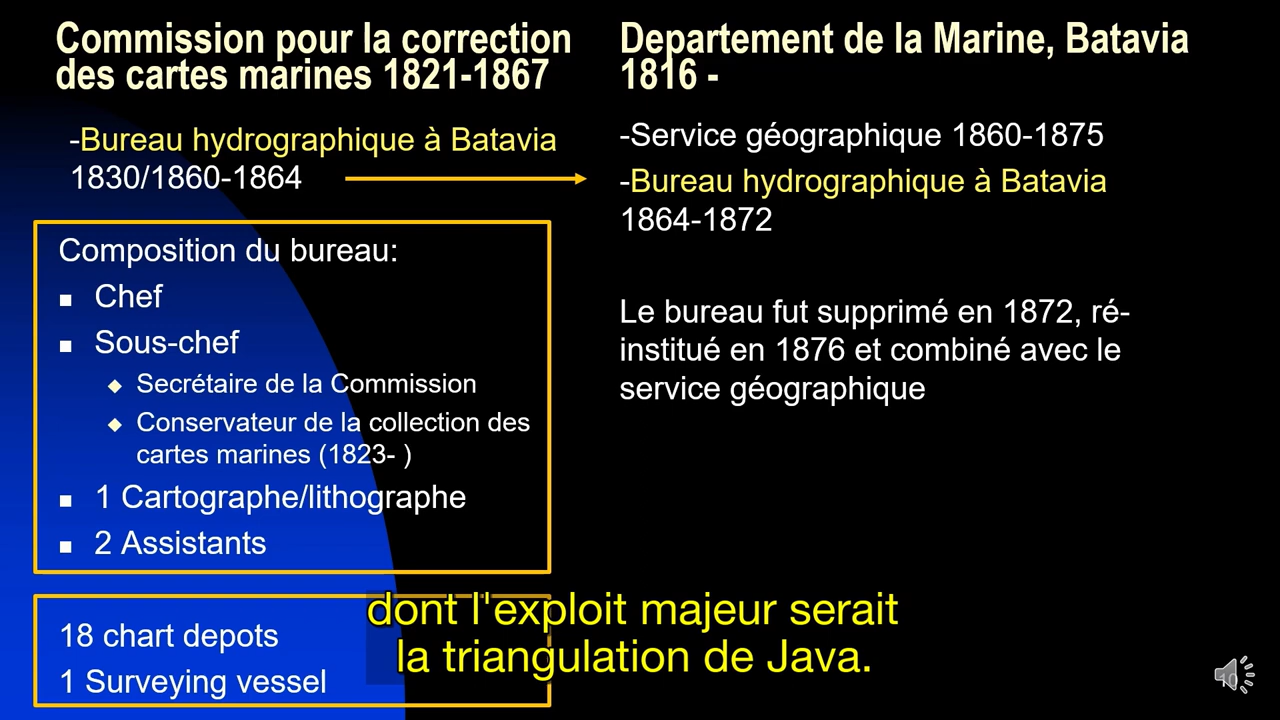 Commission pour la correction
des cartes marines 1821-1867
-Bureau hydrographique à Batavia
1830/1860-1864
Composition du bureau:
Chef
Sous-chef
Secrétaire de la Commission
Conservateur de la collection des
cartes marines (1823- )
1 Cartographe/lithographe
2 Assistants
18 chart depots
1 Surveying vessel
Departement de la Marine, Batavia
1816 -
-Service géographique 1860-1875
-Bureau hydrographique à Batavia
1864-1872
Le bureau fut supprimé en 1872, ré-
institué en 1876 et combiné avec le
service géographique
dont l'exploit majeur serait
la triangulation de Java.